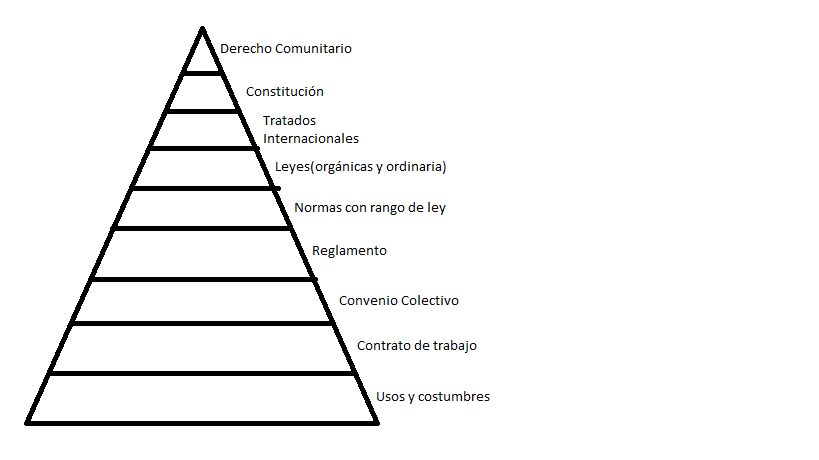 Derecho Comunitario
Constitución
Tratados
Internacionales
Leyes(orgánicas y ordinaria)
Normas con rango de ley
Reglamento
Convenio Colectivo
Contrato de trabajo
Usos y costumbres